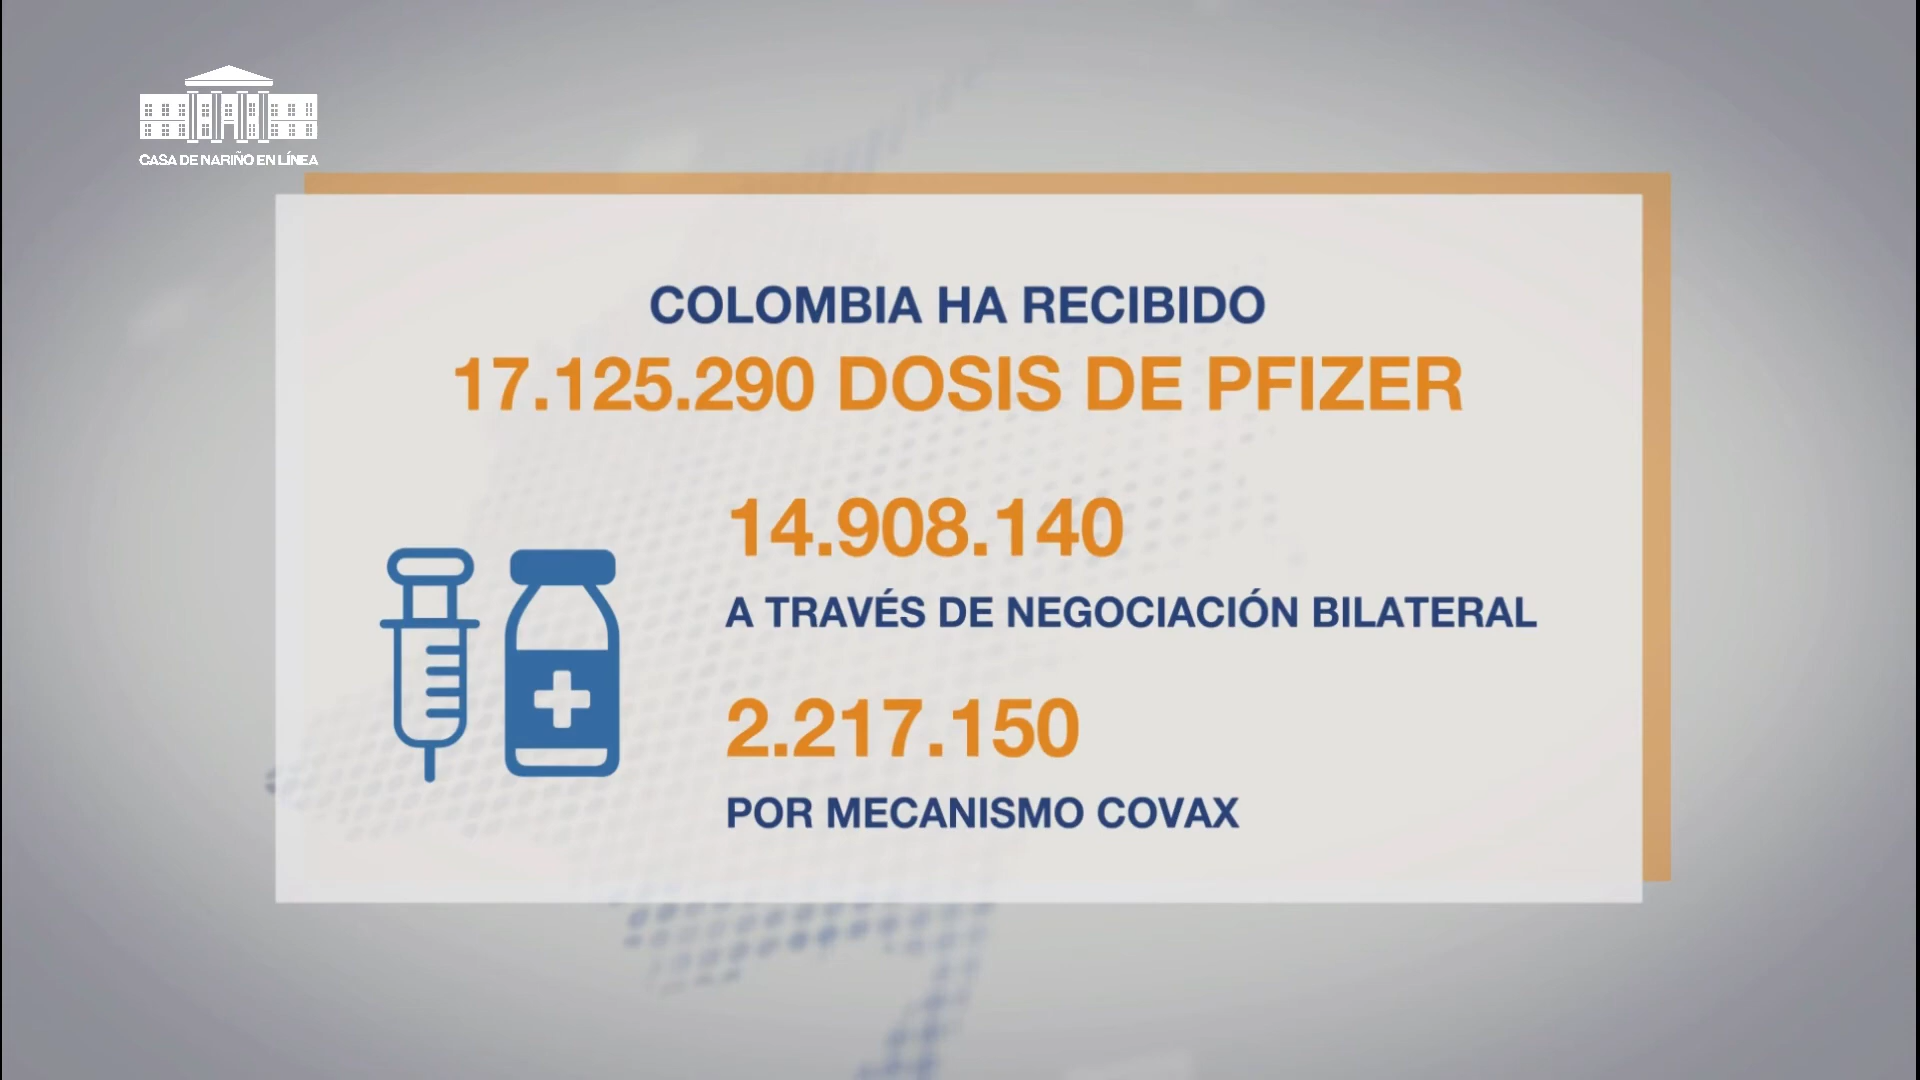 CASA DE NARIÑO EN LÍNEA
COLOMBIA HA RECIBIDO
17.125.290 DOSIS DE PFIZER
14.908.140
A TRAVÉS DE NEGOCIACIÓN BILATERAL
2.217.150
POR MECANISMO COVAX